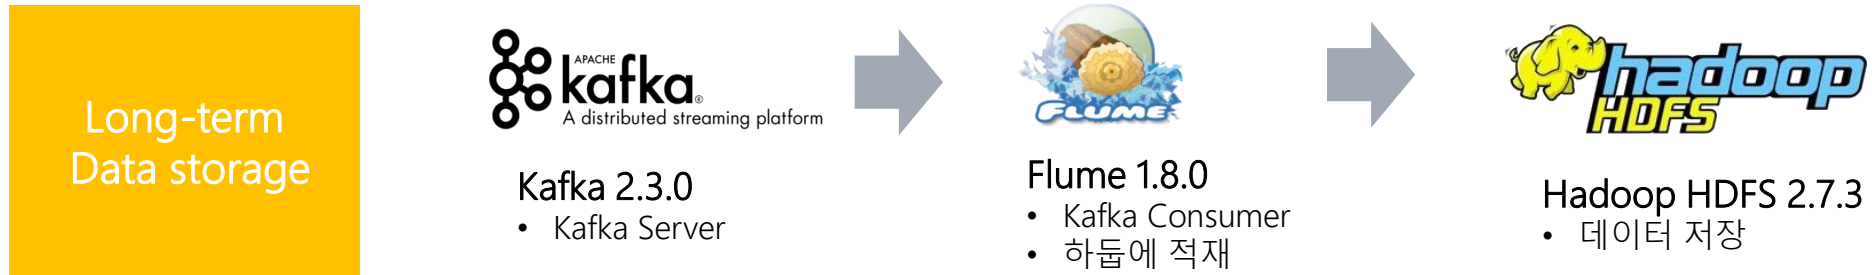 Long-term
Data storage
APACHE
kafka®
A distributed streaming platform
Kafka 2.3.0
• Kafka Server
FLUME
Flume 1.8.0
• Kafka Consumer
• 하둡에 적재
hadoop
HDFS
Hadoop HDFS 2.7.3
• 데이터 저장